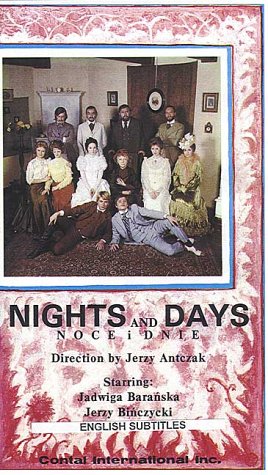 NIGHTS AND DAYS
NOCE i DNIE
Direction by Jerzy Antczak
Starring:
Jadwiga Barańska
Jerzy Bińczycki
ENGLISH SUBTITLES
Contal International Inc.